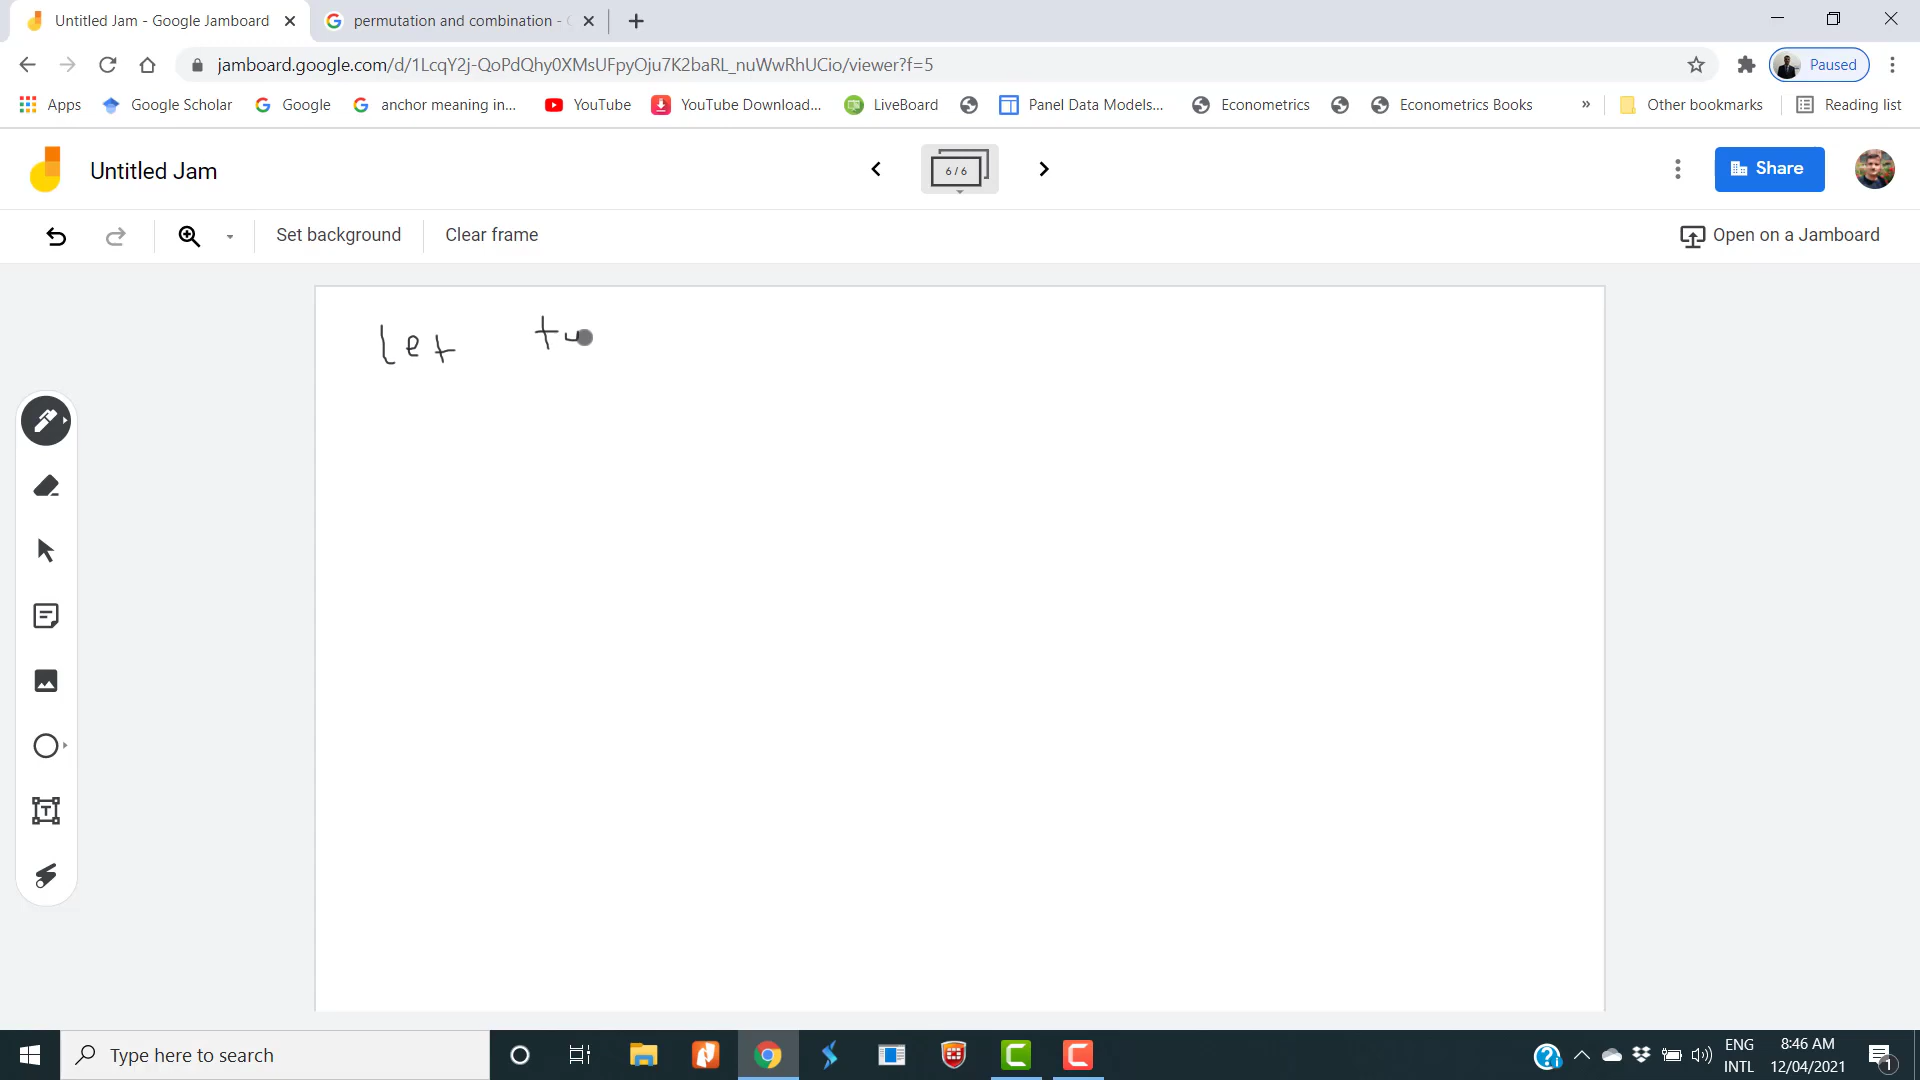 Untitled Jam - Google Jamboard
permutation and combination -
jamboard.google.com/d/1LcqY2j-QoPdQhy0XMsUFpyOju7K2baRL_nuWwRhUCio/viewer?f=5
Paused
Apps Google Scholar Google anchor meaning in... YouTube YouTube Download... LiveBoard Panel Data Models... Econometrics Econometrics Books » Other bookmarks Reading list
Untitled Jam
6 / 6
Share
Set background Clear frame Open on a Jamboard
let
Type here to search
ENG
INTL
8:46 AM
12/04/2021
1